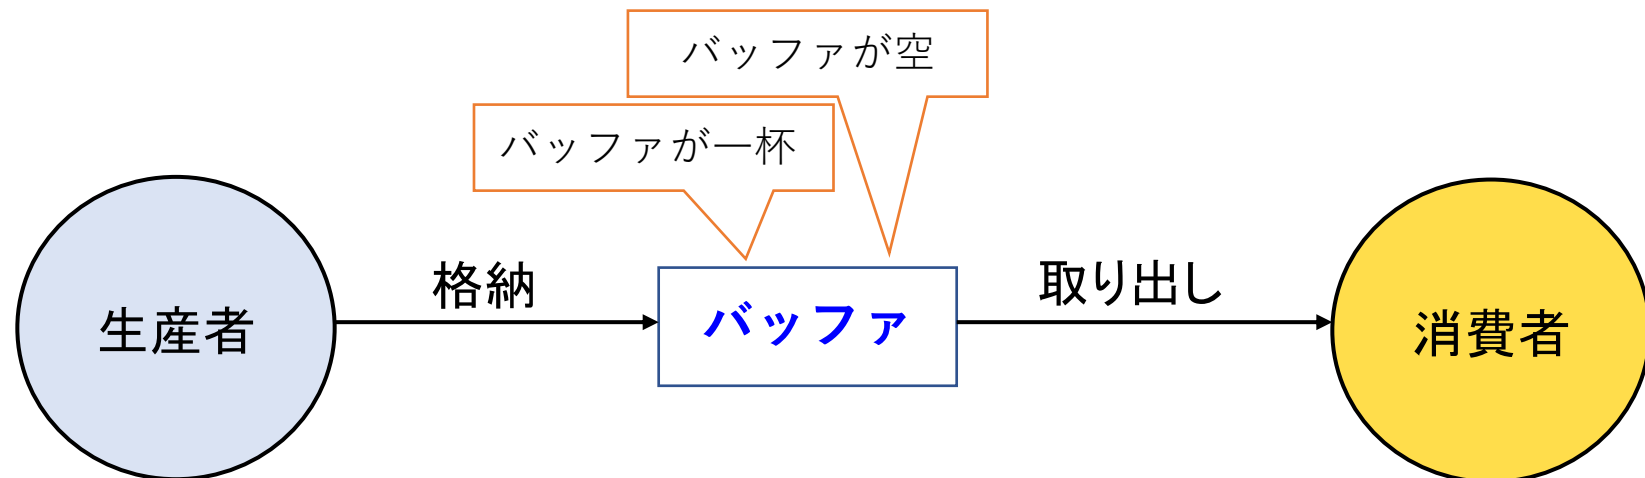 バッファが空
バッファが一杯
格納
取り出し
生産者
バッファ
消費者